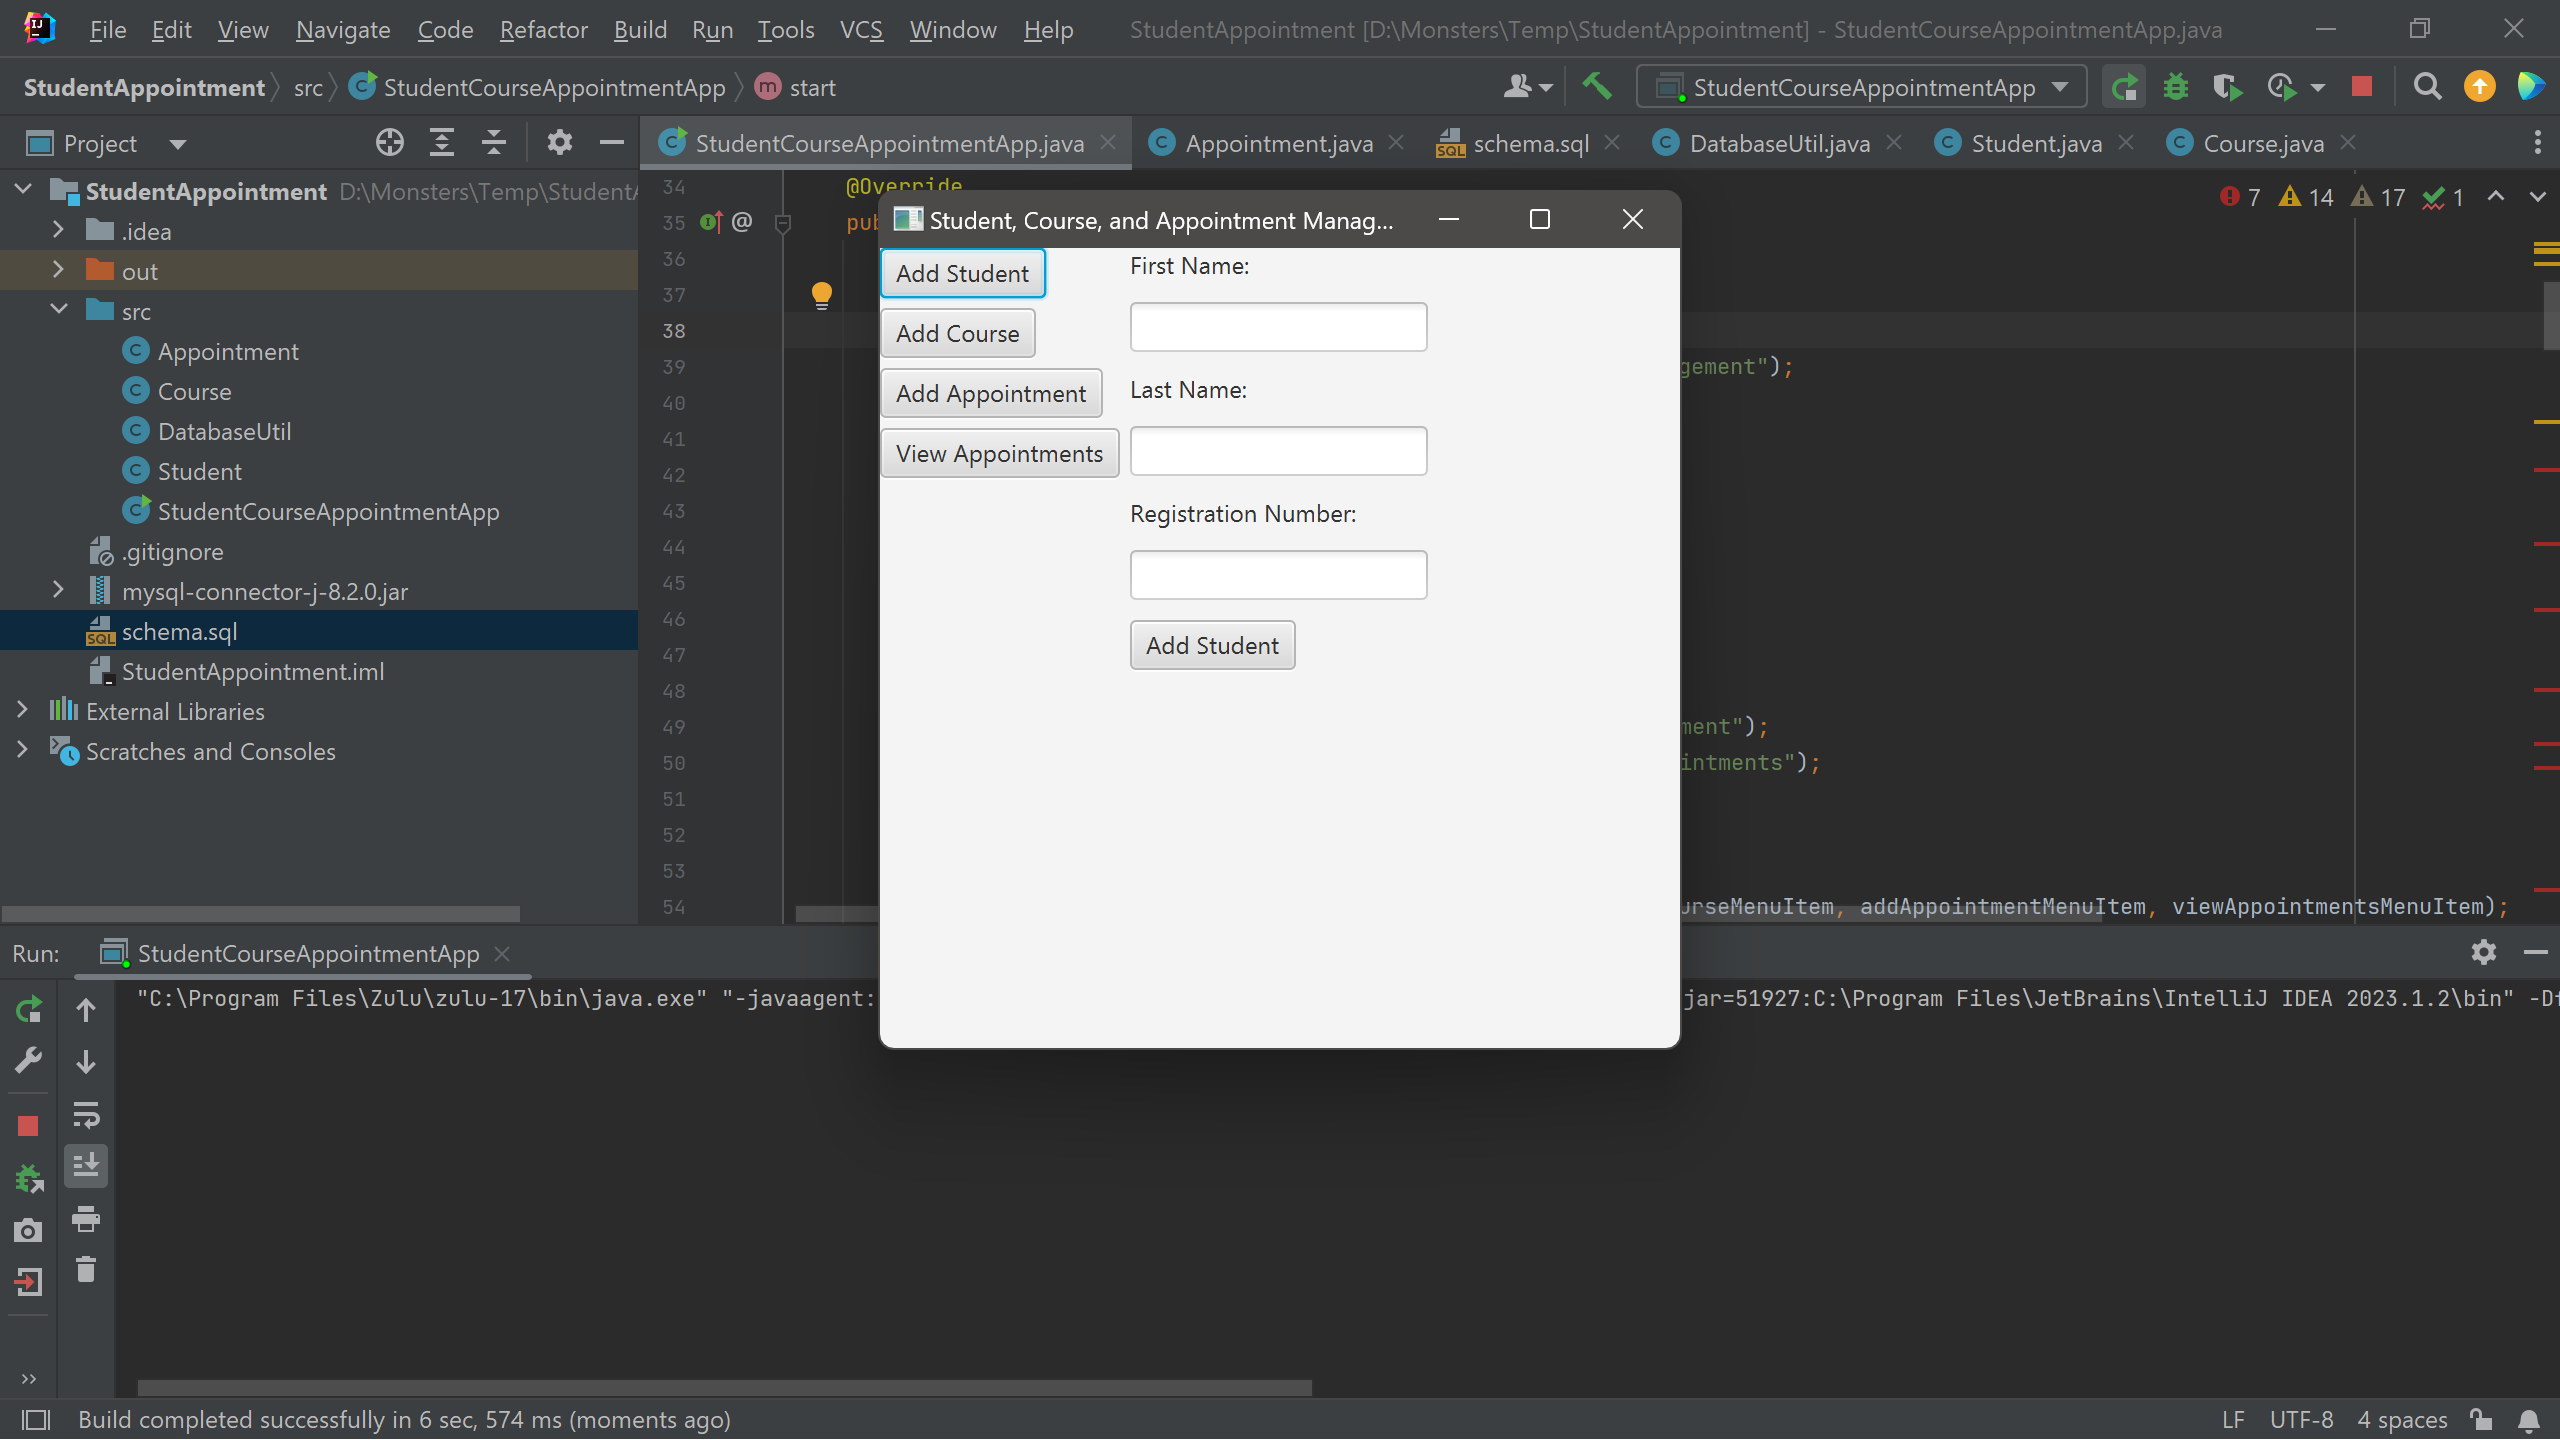 File Edit View Navigate Code Refactor Build Run Tools VCS Window Help StudentAppointment [D:\Monsters\Temp\StudentAppointment] - StudentCourseAppointmentApp.java
StudentAppointment src StudentCourseAppointmentApp m start StudentCourseAppointmentApp
Project StudentCourseAppointmentApp.java Appointment.java schema.sql DatabaseUtil.java Student.java Course.java
StudentAppointment D:\Monsters\Temp\Student
.idea
out
src
Appointment
Course
DatabaseUtil
Student
StudentCourseAppointmentApp
.gitignore
mysql-connector-j-8.2.0.jar
schema.sql
StudentAppointment.iml
External Libraries
Scratches and Consoles
34 @Override
35 pub
36
37
38
39 gement");
40
41
42
43
44
45
46
47
48
49 ment");
50 intments");
51
52
53
54 urseMenuItem, addAppointmentMenuItem, viewAppointmentsMenuItem);
7 14 17 1
Student, Course, and Appointment Manag...
Add Student
Add Course
Add Appointment
View Appointments
First Name:
Last Name:
Registration Number:
Add Student
Run: StudentCourseAppointmentApp
"C:\Program Files\Zulu\zulu-17\bin\java.exe" "-javaagent: jar=51927:C:\Program Files\JetBrains\IntelliJ IDEA 2023.1.2\bin" -Df
Build completed successfully in 6 sec, 574 ms (moments ago) LF UTF-8 4 spaces